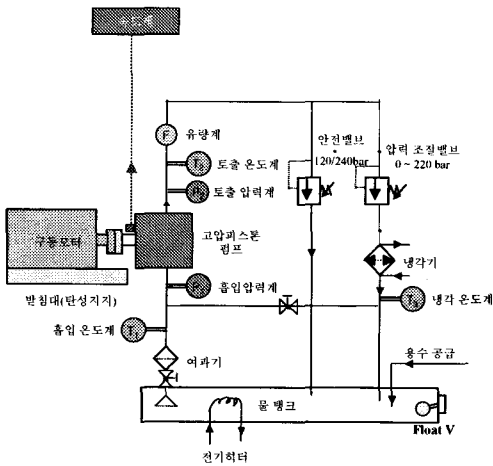 유량계
F
안전밸브
120/240bar
압력 조절밸브
0 ~ 220 bar
토출 온도계
토출 압력계
구동모터
고압피스톤
펌프
냉각기
받침대(탄성지지)
흡입압력계
T₃
냉각 온도계
흡입 온도계
T₁
여과기
용수 공급
물 탱크
Float V
전기히터